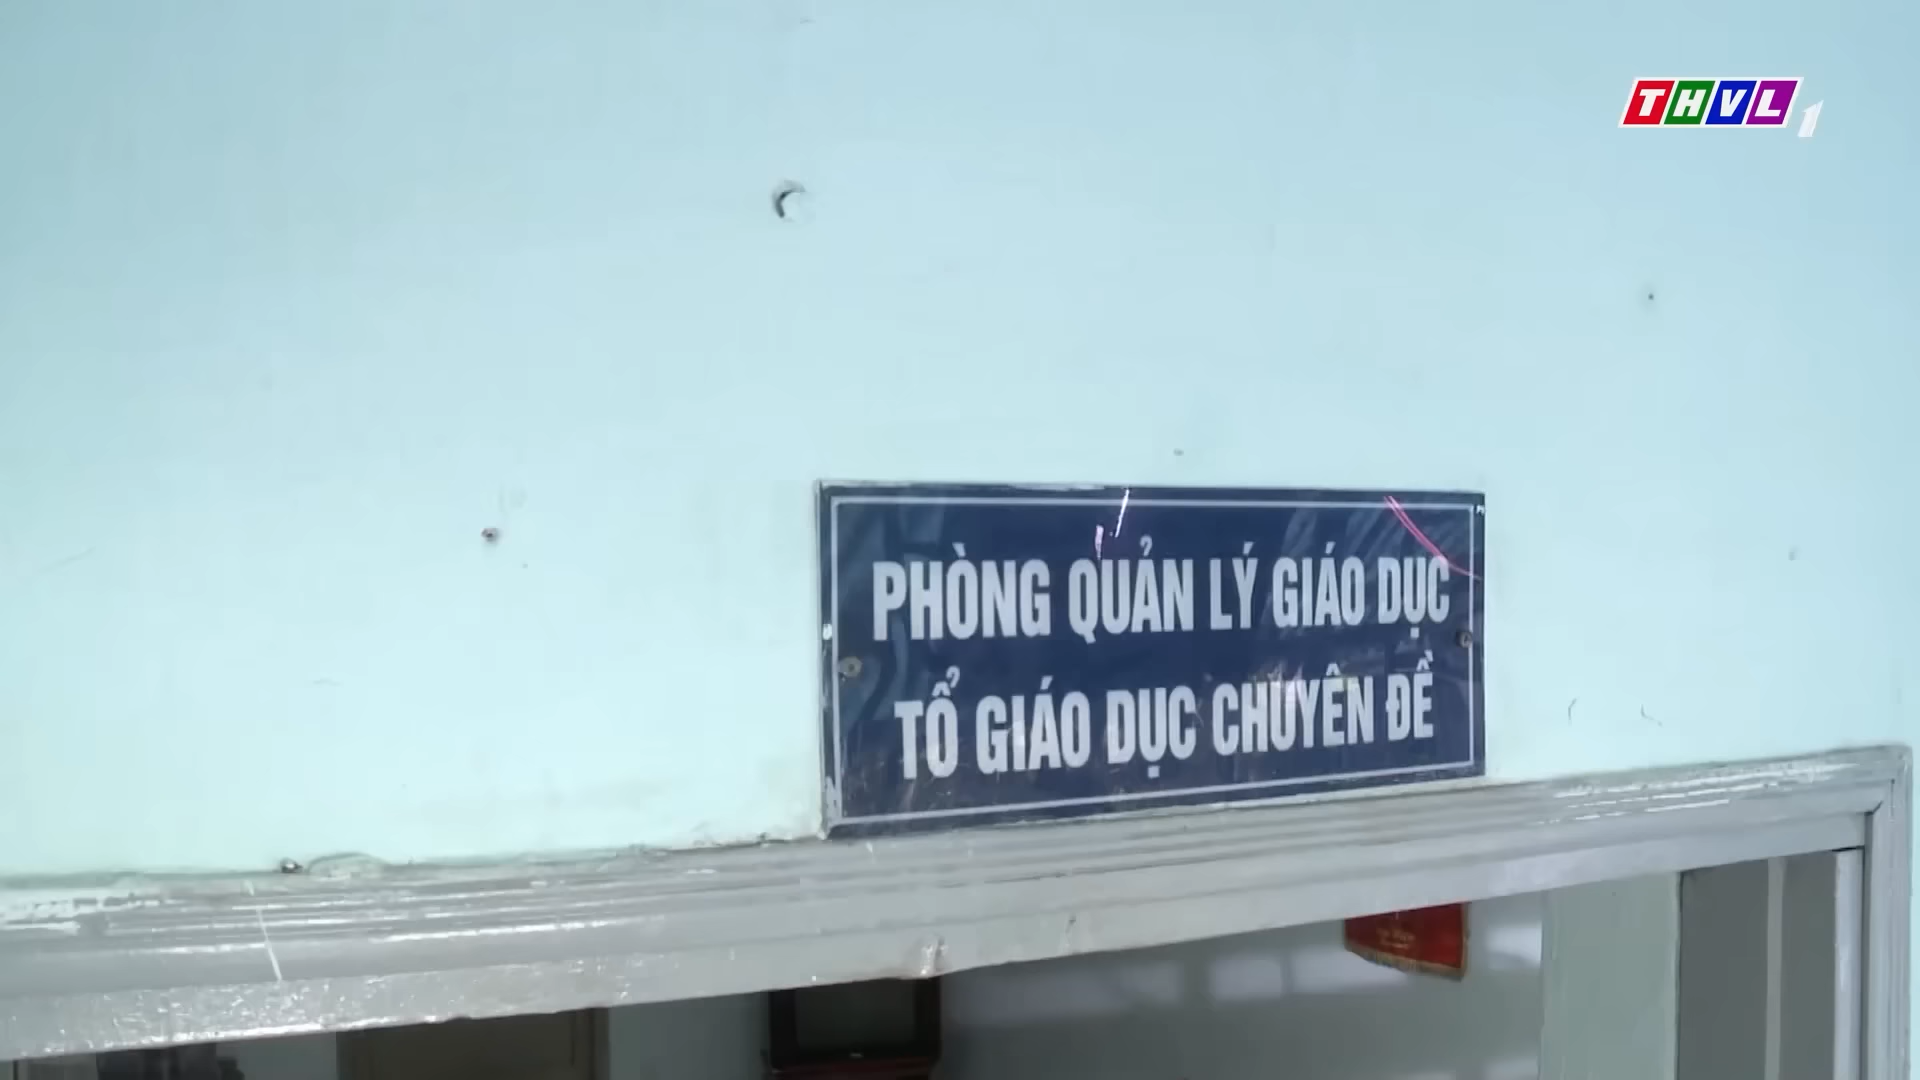 THVL1
PHÒNG QUẢN LÝ GIÁO DỤC
TỔ GIÁO DỤC CHUYÊN ĐỀ